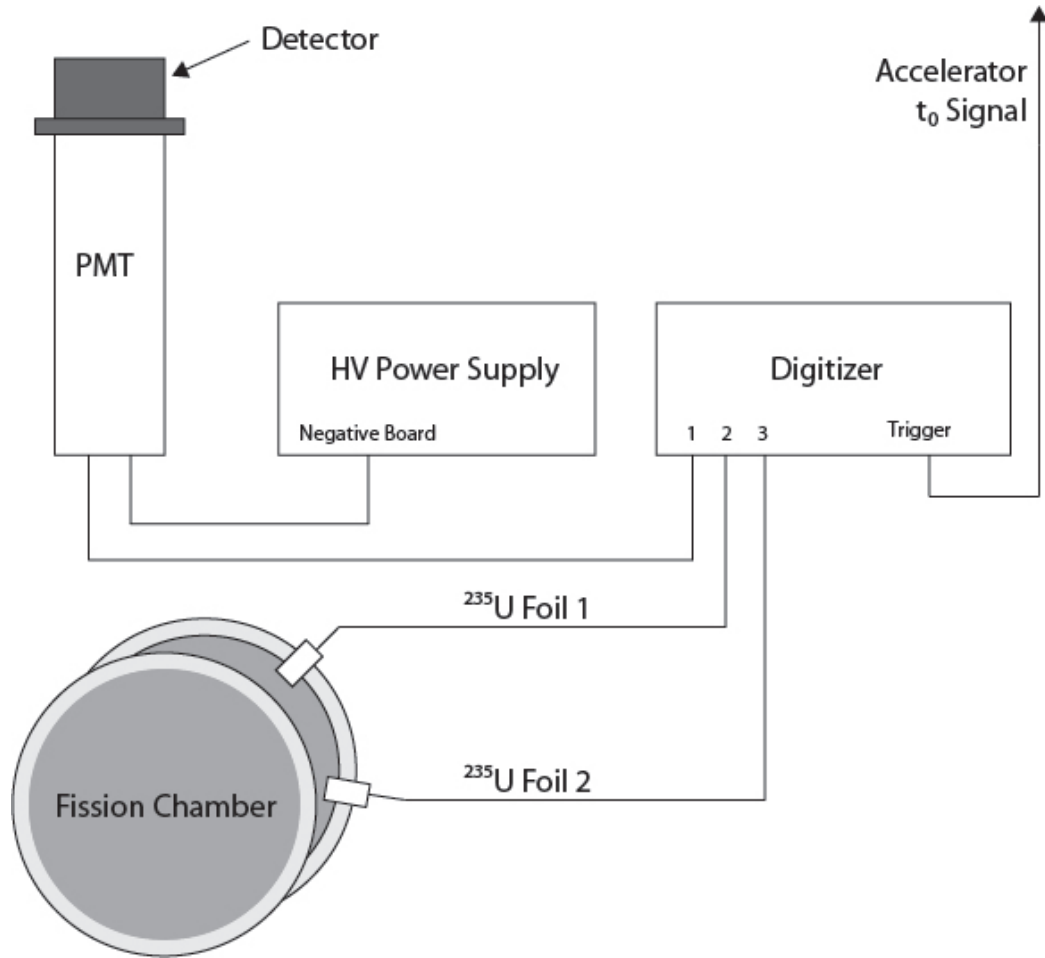 Detector
Accelerator
t₀ Signal
PMT
HV Power Supply
Negative Board
Digitizer
1 2 3 Trigger
²³⁵U Foil 1
²³⁵U Foil 2
Fission Chamber